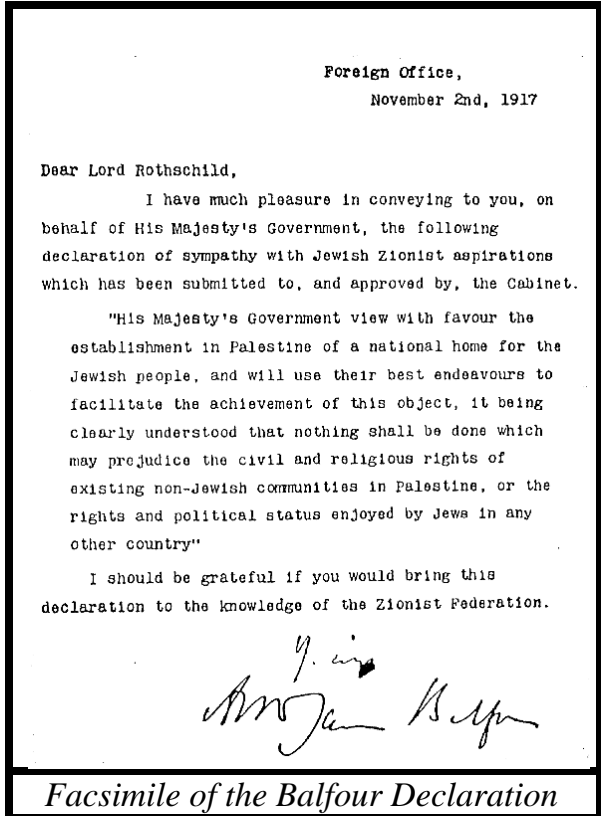 Foreign Office,
November 2nd, 1917
Dear Lord Rothschild,
I have much pleasure in conveying to you, on
behalf of His Majesty's Government, the following
declaration of sympathy with Jewish Zionist aspirations
which has been submitted to, and approved by, the Cabinet.
"His Majesty's Government view with favour the
establishment in Palestine of a national home for the
Jewish people, and will use their best endeavours to
facilitate the achievement of this object, it being
clearly understood that nothing shall be done which
may prejudice the civil and religious rights of
existing non-Jewish communities in Palestine, or the
rights and political status enjoyed by Jews in any
other country"
I should be grateful if you would bring this
declaration to the knowledge of the Zionist Federation.
Balfour
Facsimile of the Balfour Declaration